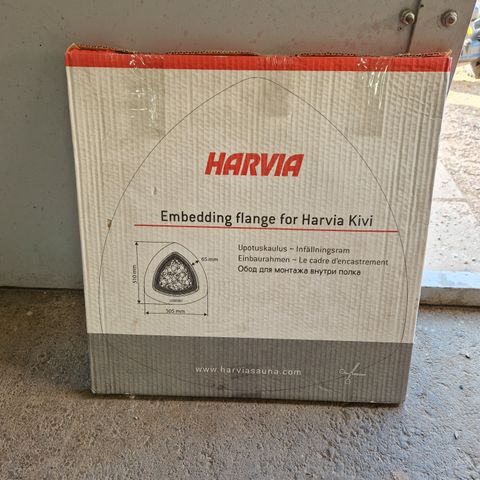 HARVIA
Embedding flange for Harvia Kivi
Upotuskaulus – Infällningsram
Einbaurahmen – Le cadre d'encastrement
Обод для монтажа внутри полка
65 mm
510 mm
505 mm
www.harviasauna.com